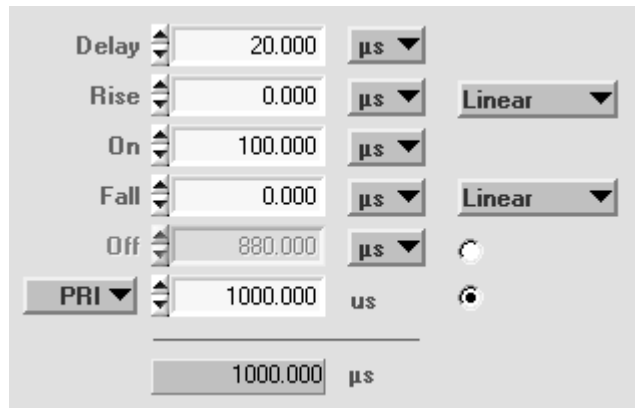 Delay 20.000 µs
Rise 0.000 µs Linear
On 100.000 µs
Fall 0.000 µs Linear
Off 880.000 µs
PRI 1000.000 us
1000.000 µs